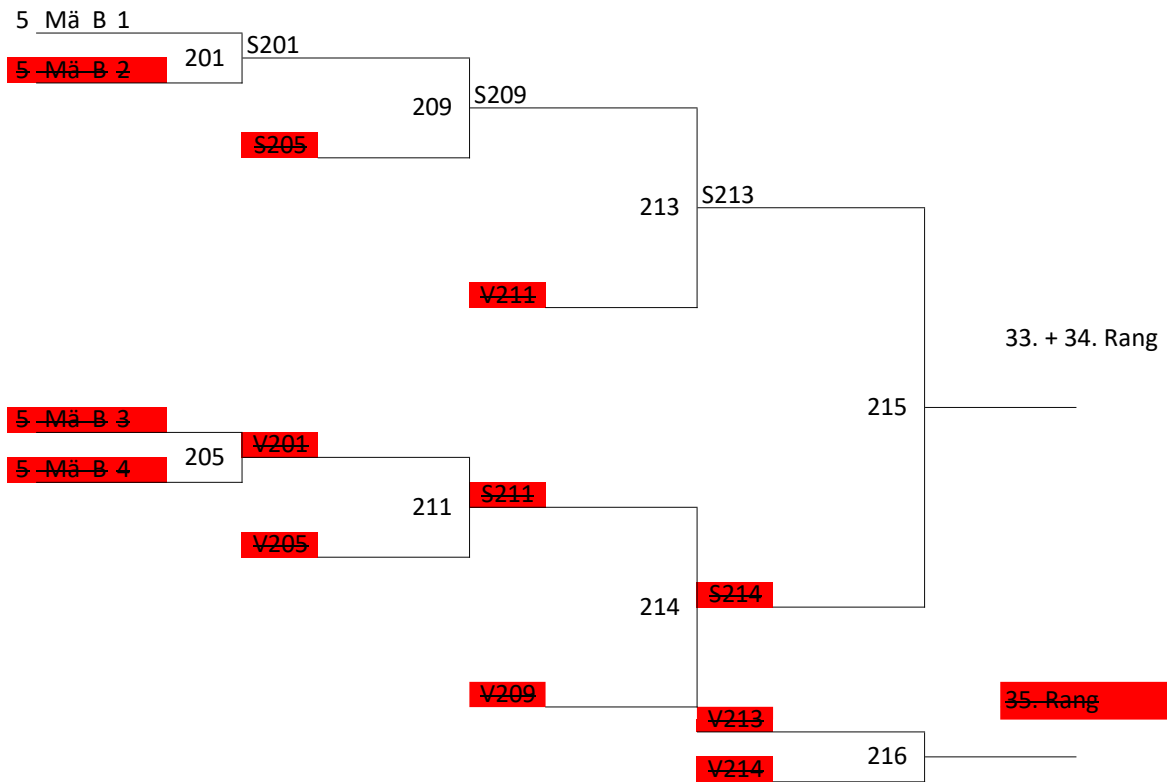 5 Mä B 1
201 S201
5 Mä B 2
209 S209
S205
213 S213
V211
33. + 34. Rang
215
5 Mä B 3
205 V201
5 Mä B 4
211 S211
V205
214 S214
V209
35. Rang
V213
216
V214